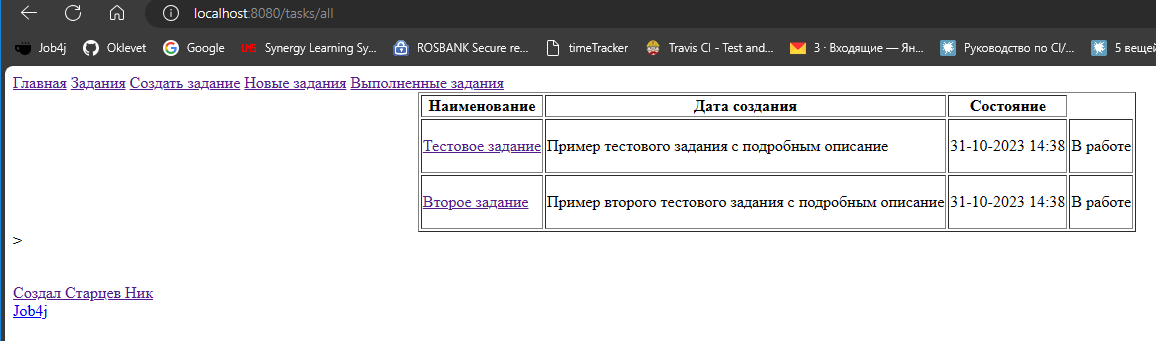 localhost:8080/tasks/all
Job4j Oklevet Google LMS Synergy Learning Sy... ROSBANK Secure re... timeTracker Travis CI - Test and... 3 · Входящие — Ян... Руководство по CI/... 5 вещей
Главная Задания Создать задание Новые задания Выполненные задания
Наименование Дата создания Состояние
Тестовое задание Пример тестового задания с подробным описание 31-10-2023 14:38 В работе
Второе задание Пример второго тестового задания с подробным описание 31-10-2023 14:38 В работе
>
Создал Старцев Ник
Job4j